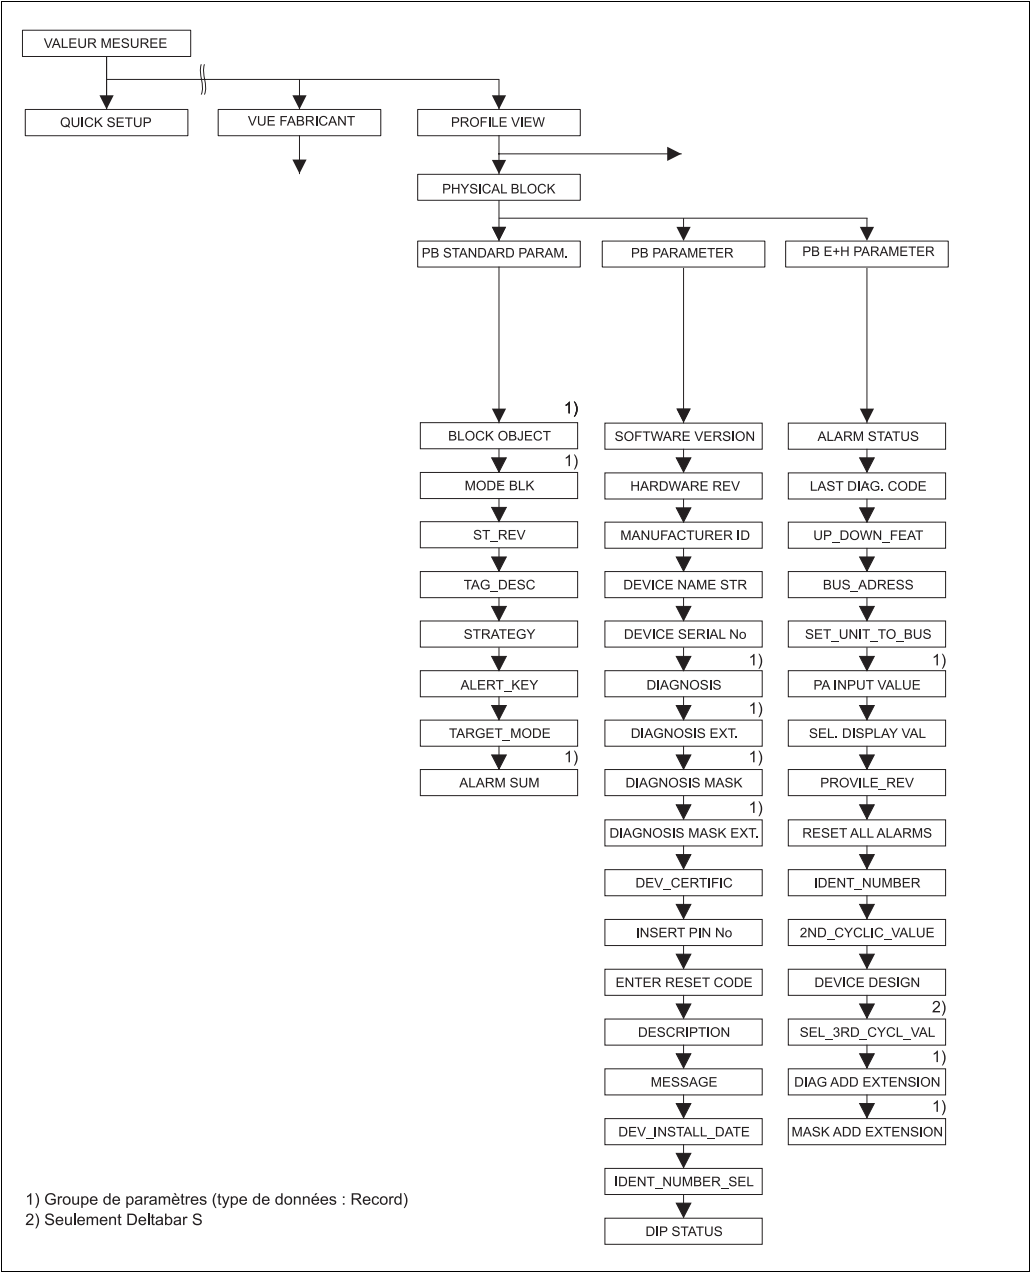 VALEUR MESUREE
QUICK SETUP
VUE FABRICANT
PROFILE VIEW
PHYSICAL BLOCK
PB STANDARD PARAM.
PB PARAMETER
PB E+H PARAMETER
1)
BLOCK OBJECT
1)
MODE BLK
ST_REV
TAG_DESC
STRATEGY
ALERT_KEY
TARGET_MODE
1)
ALARM SUM
SOFTWARE VERSION
HARDWARE REV
MANUFACTURER ID
DEVICE NAME STR
DEVICE SERIAL No
1)
DIAGNOSIS
1)
DIAGNOSIS EXT.
1)
DIAGNOSIS MASK
1)
DIAGNOSIS MASK EXT.
DEV_CERTIFIC
INSERT PIN No
ENTER RESET CODE
DESCRIPTION
MESSAGE
DEV_INSTALL_DATE
IDENT_NUMBER_SEL
DIP STATUS
ALARM STATUS
LAST DIAG. CODE
UP_DOWN_FEAT
BUS_ADRESS
SET_UNIT_TO_BUS
1)
PA INPUT VALUE
SEL. DISPLAY VAL
PROVILE_REV
RESET ALL ALARMS
IDENT_NUMBER
2ND_CYCLIC_VALUE
DEVICE DESIGN
2)
SEL_3RD_CYCL_VAL
1)
DIAG ADD EXTENSION
1)
MASK ADD EXTENSION
1) Groupe de paramètres (type de données : Record)
2) Seulement Deltabar S